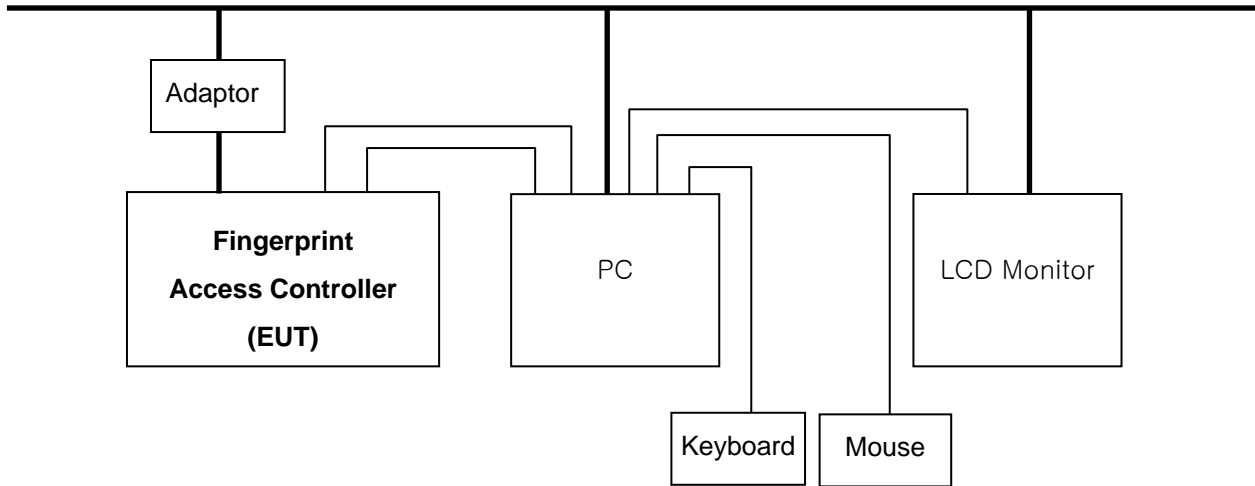 Adaptor
Fingerprint
Access Controller
(EUT)
PC
LCD Monitor
Keyboard
Mouse